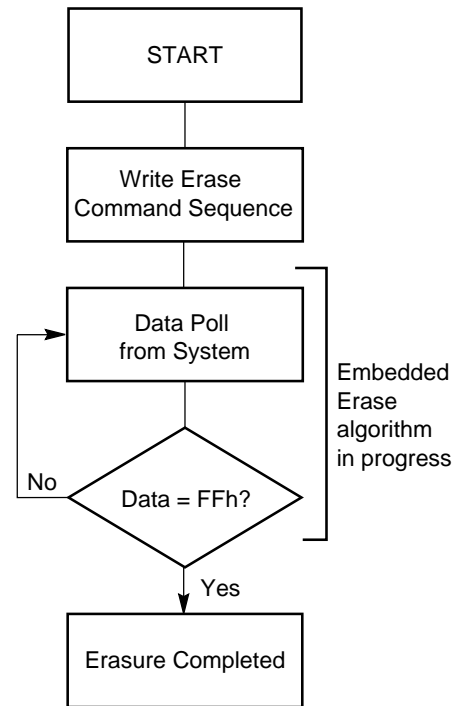 START
Write Erase
Command Sequence
Data Poll
from System
Embedded
Erase
algorithm
in progress
No
Data = FFh?
Yes
Erasure Completed